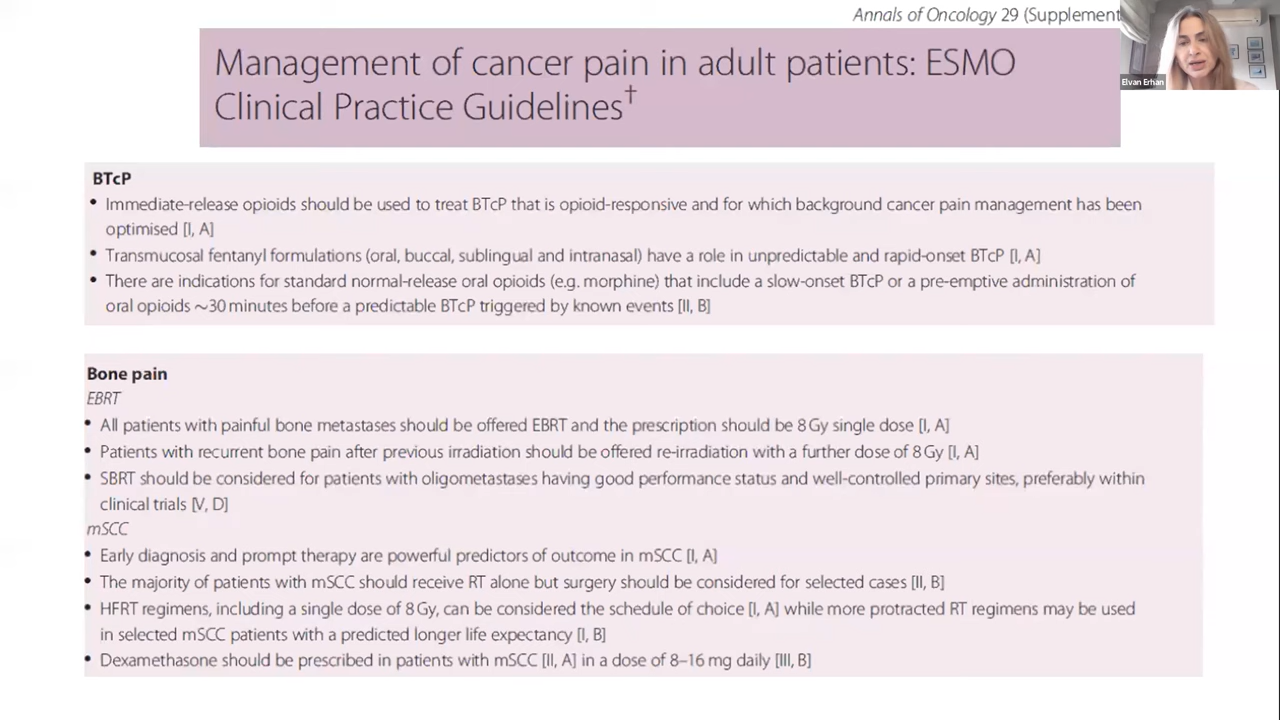 Annals of Oncology 29 (Supplement
Elvan Erhan
Management of cancer pain in adult patients: ESMO
Clinical Practice Guidelines†
BTcP
• Immediate-release opioids should be used to treat BTcP that is opioid-responsive and for which background cancer pain management has been
optimised [I, A]
• Transmucosal fentanyl formulations (oral, buccal, sublingual and intranasal) have a role in unpredictable and rapid-onset BTcP [I, A]
• There are indications for standard normal-release oral opioids (e.g. morphine) that include a slow-onset BTcP or a pre-emptive administration of
oral opioids ~30 minutes before a predictable BTcP triggered by known events [II, B]
Bone pain
EBRT
• All patients with painful bone metastases should be offered EBRT and the prescription should be 8 Gy single dose [I, A]
• Patients with recurrent bone pain after previous irradiation should be offered re-irradiation with a further dose of 8 Gy [I, A]
• SBRT should be considered for patients with oligometastases having good performance status and well-controlled primary sites, preferably within
clinical trials [V, D]
mSCC
• Early diagnosis and prompt therapy are powerful predictors of outcome in mSCC [I, A]
• The majority of patients with mSCC should receive RT alone but surgery should be considered for selected cases [II, B]
• HFRT regimens, including a single dose of 8 Gy, can be considered the schedule of choice [I, A] while more protracted RT regimens may be used
in selected mSCC patients with a predicted longer life expectancy [I, B]
• Dexamethasone should be prescribed in patients with mSCC [II, A] in a dose of 8–16 mg daily [III, B]